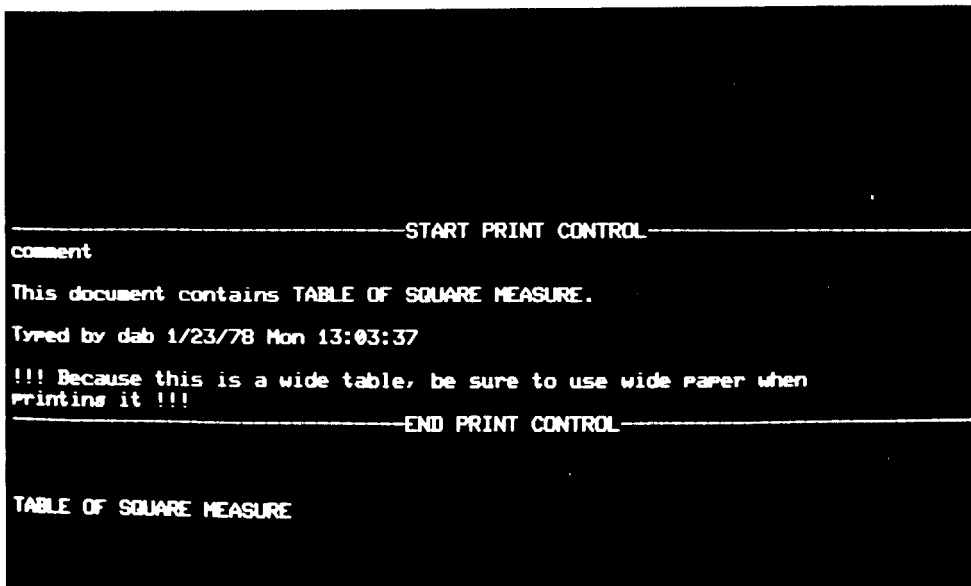 START PRINT CONTROL
comment
This document contains TABLE OF SQUARE MEASURE.
Typed by dab 1/23/78 Mon 13:03:37
!!! Because this is a wide table, be sure to use wide paper when
printing it !!!
END PRINT CONTROL
TABLE OF SQUARE MEASURE